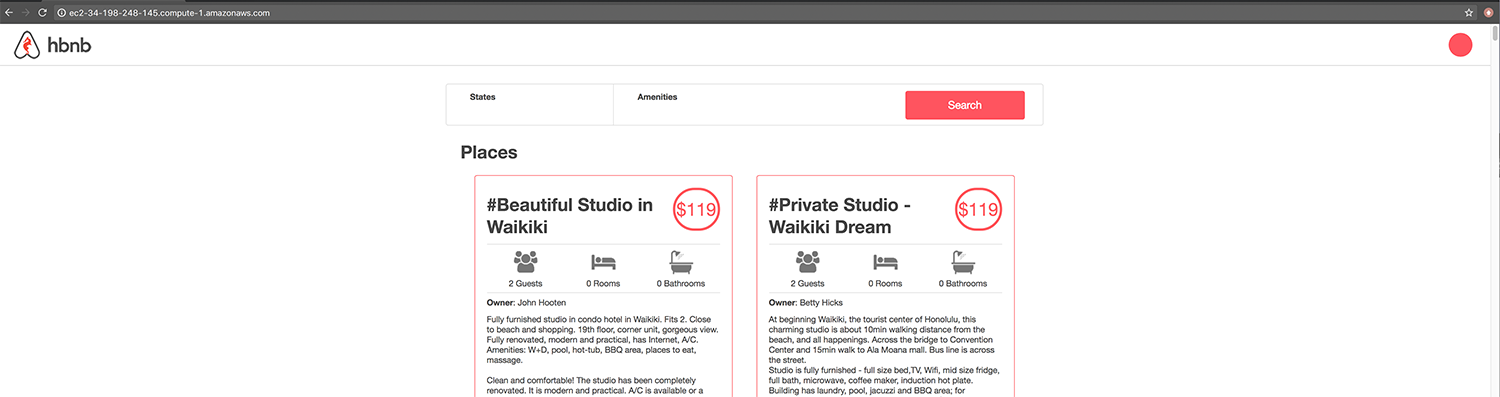 ec2-34-198-248-145.compute-1.amazonaws.com
hbnb
States
Amenities
Search
Places
#Beautiful Studio in
Waikiki
$119
2 Guests
0 Rooms
0 Bathrooms
Owner: John Hooten
Fully furnished studio in condo hotel in Waikiki. Fits 2. Close
to beach and shopping. 19th floor, corner unit, gorgeous view.
Fully renovated, modern and practical, has Internet, A/C.
Amenities: W+D, pool, hot-tub, BBQ area, places to eat,
massage.
Clean and comfortable! The studio has been completely
renovated. It is modern and practical. A/C is available or a
#Private Studio -
Waikiki Dream
$119
2 Guests
0 Rooms
0 Bathrooms
Owner: Betty Hicks
At beginning Waikiki, the tourist center of Honolulu, this
charming studio is about 10min walking distance from the
beach, and all happenings. Across the bridge to Convention
Center and 15min walk to Ala Moana mall. Bus line is across
the street.
Studio is fully furnished - full size bed,TV, Wifi, mid size fridge,
full bath, microwave, coffee maker, induction hot plate.
Building has laundry, pool, jacuzzi and BBQ area; for